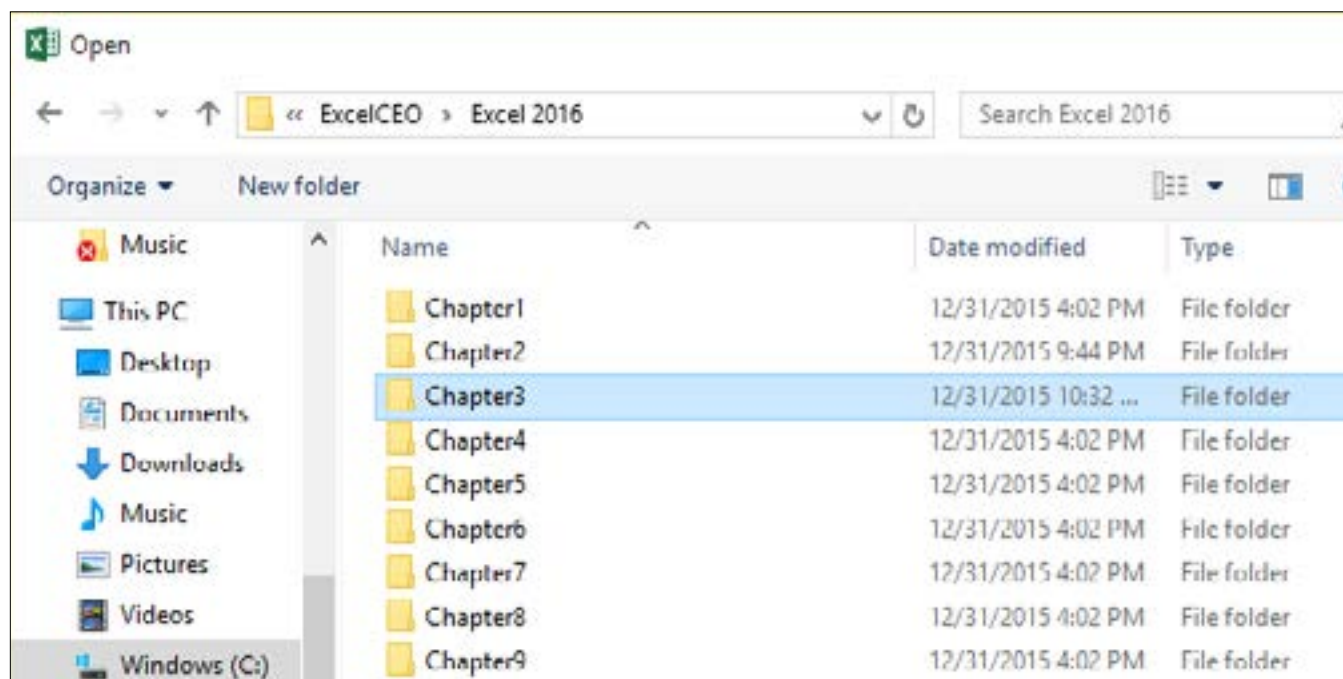 Open
« ExcelCEO › Excel 2016 Search Excel 2016
Organize New folder
Music
This PC
Desktop
Documents
Downloads
Music
Pictures
Videos
Windows (C:)
Name Date modified Type
Chapter1 12/31/2015 4:02 PM File folder
Chapter2 12/31/2015 9:44 PM File folder
Chapter3 12/31/2015 10:32 ... File folder
Chapter4 12/31/2015 4:02 PM File folder
Chapter5 12/31/2015 4:02 PM File folder
Chapter6 12/31/2015 4:02 PM File folder
Chapter7 12/31/2015 4:02 PM File folder
Chapter8 12/31/2015 4:02 PM File folder
Chapter9 12/31/2015 4:02 PM File folder